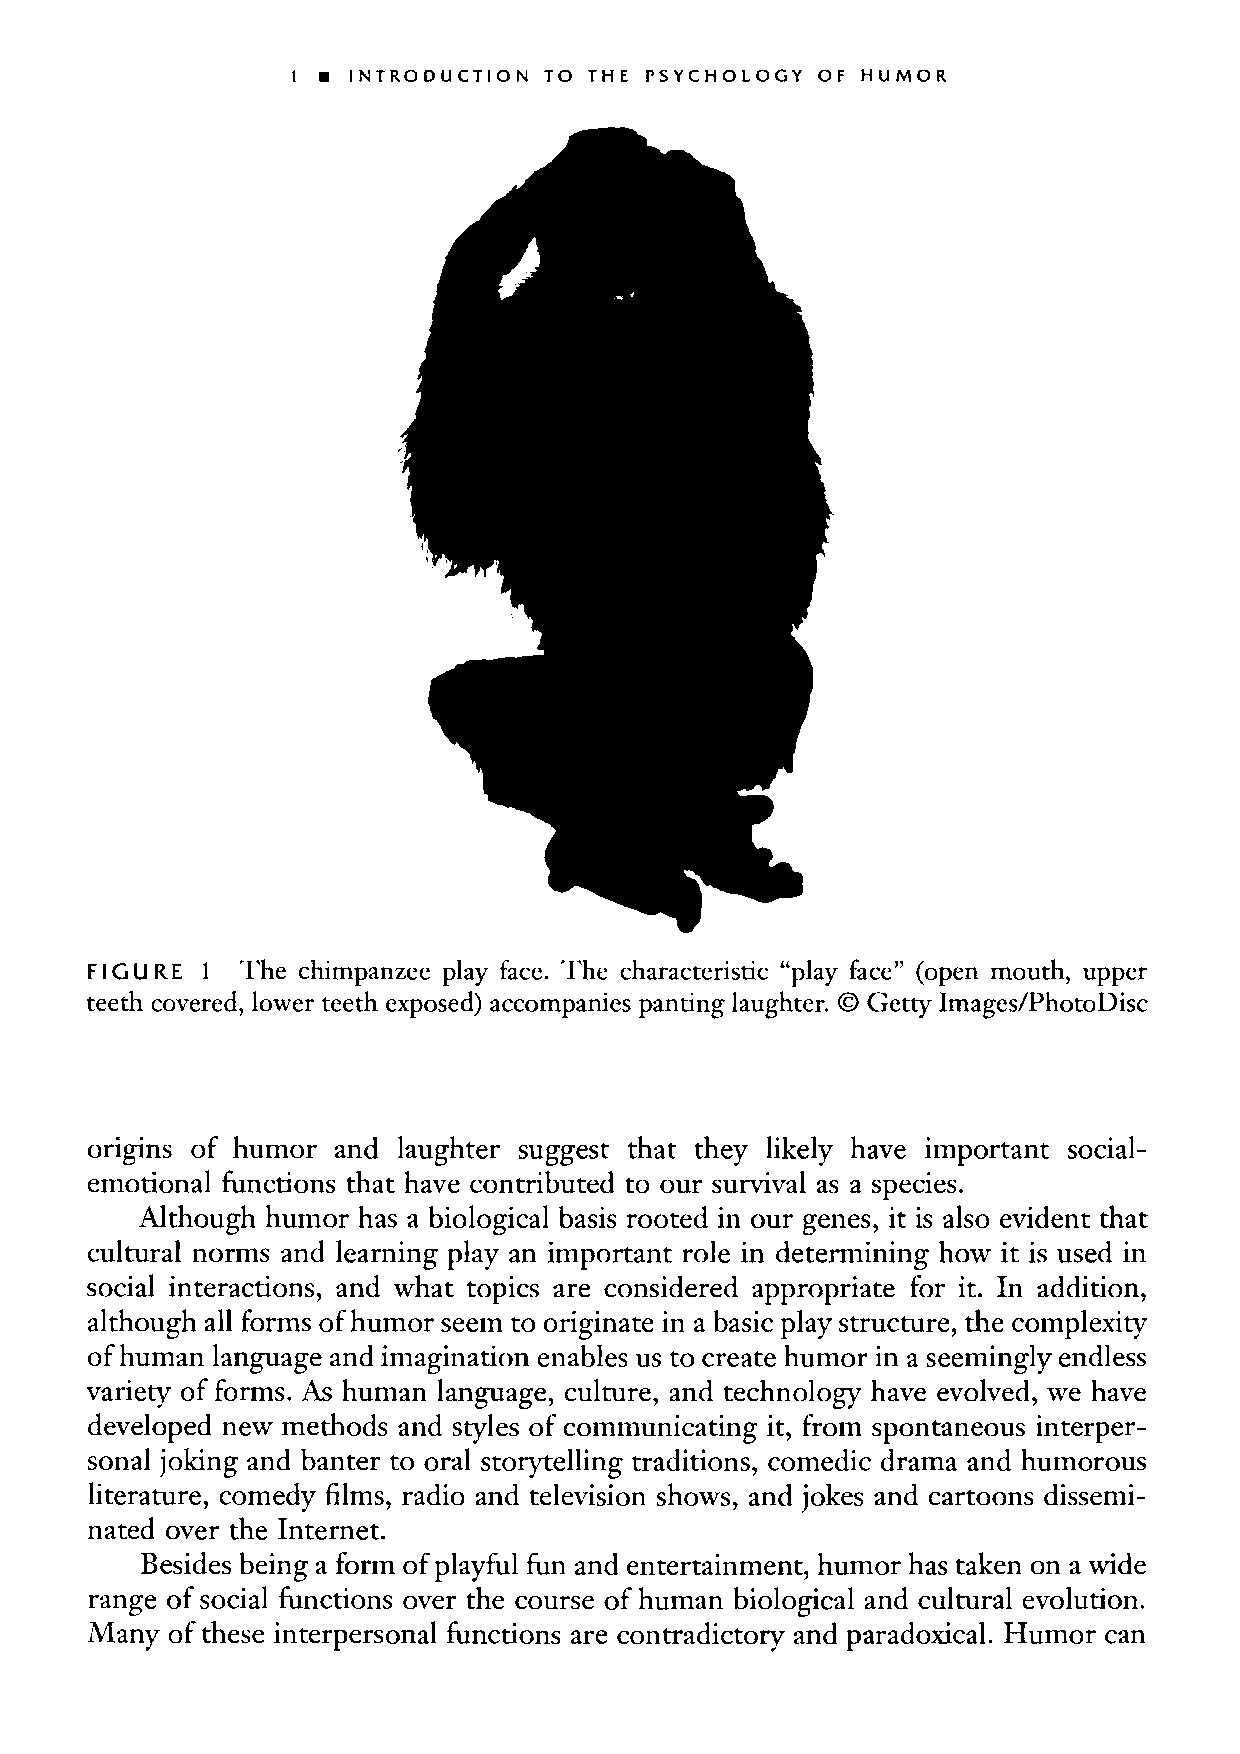 1 ■ INTRODUCTION TO THE PSYCHOLOGY OF HUMOR
FIGURE 1 The chimpanzee play face. The characteristic “play face” (open mouth, upper
teeth covered, lower teeth exposed) accompanies panting laughter. © Getty Images/PhotoDisc
origins of humor and laughter suggest that they likely have important social-
emotional functions that have contributed to our survival as a species.
Although humor has a biological basis rooted in our genes, it is also evident that
cultural norms and learning play an important role in determining how it is used in
social interactions, and what topics are considered appropriate for it. In addition,
although all forms of humor seem to originate in a basic play structure, the complexity
of human language and imagination enables us to create humor in a seemingly endless
variety of forms. As human language, culture, and technology have evolved, we have
developed new methods and styles of communicating it, from spontaneous interper-
sonal joking and banter to oral storytelling traditions, comedic drama and humorous
literature, comedy films, radio and television shows, and jokes and cartoons dissemi-
nated over the Internet.
Besides being a form of playful fun and entertainment, humor has taken on a wide
range of social functions over the course of human biological and cultural evolution.
Many of these interpersonal functions are contradictory and paradoxical. Humor can